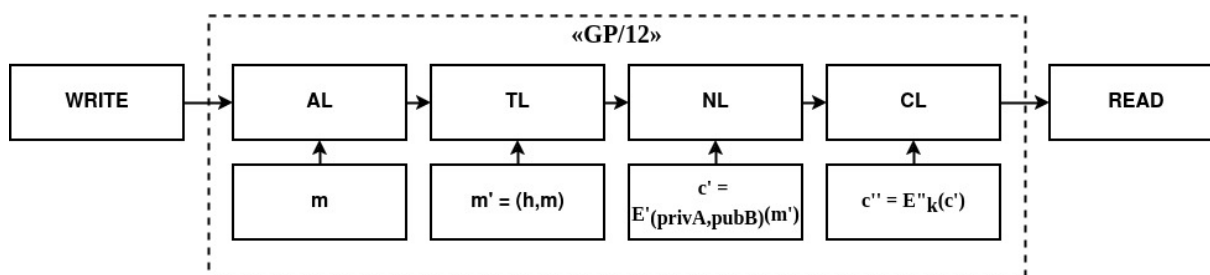 «GP/12»
WRITE
AL
TL
NL
CL
READ
m
m' = (h,m)
c' =
E'(privA,pubB)(m')
c'' = E"k(c')